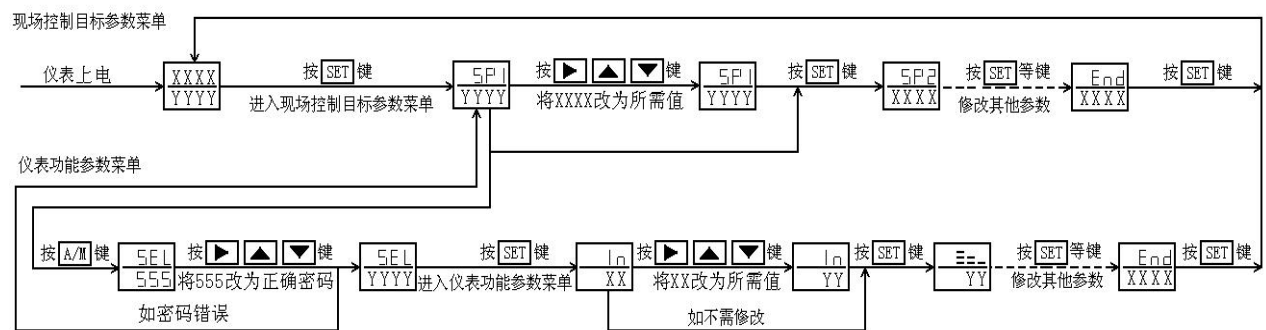 现场控制目标参数菜单
仪表上电
XXXX
YYYY
按 SET 键
进入现场控制目标参数菜单
SP1
YYYY
按 ▶ ▲ ▼ 键
将XXXX改为所需值
SP1
YYYY
按 SET 键
SP2
XXXX
按 SET 等键
修改其他参数
End
XXXX
按 SET 键
仪表功能参数菜单
按 A/M 键
SEL
555
按 ▶ ▲ ▼ 键
将555改为正确密码
如密码错误
SEL
YYYY
按 SET 键
进入仪表功能参数菜单
In
XX
按 ▶ ▲ ▼ 键
将XX改为所需值
如不需修改
In
YY
按 SET 键
YY
按 SET 等键
修改其他参数
End
XXXX
按 SET 键